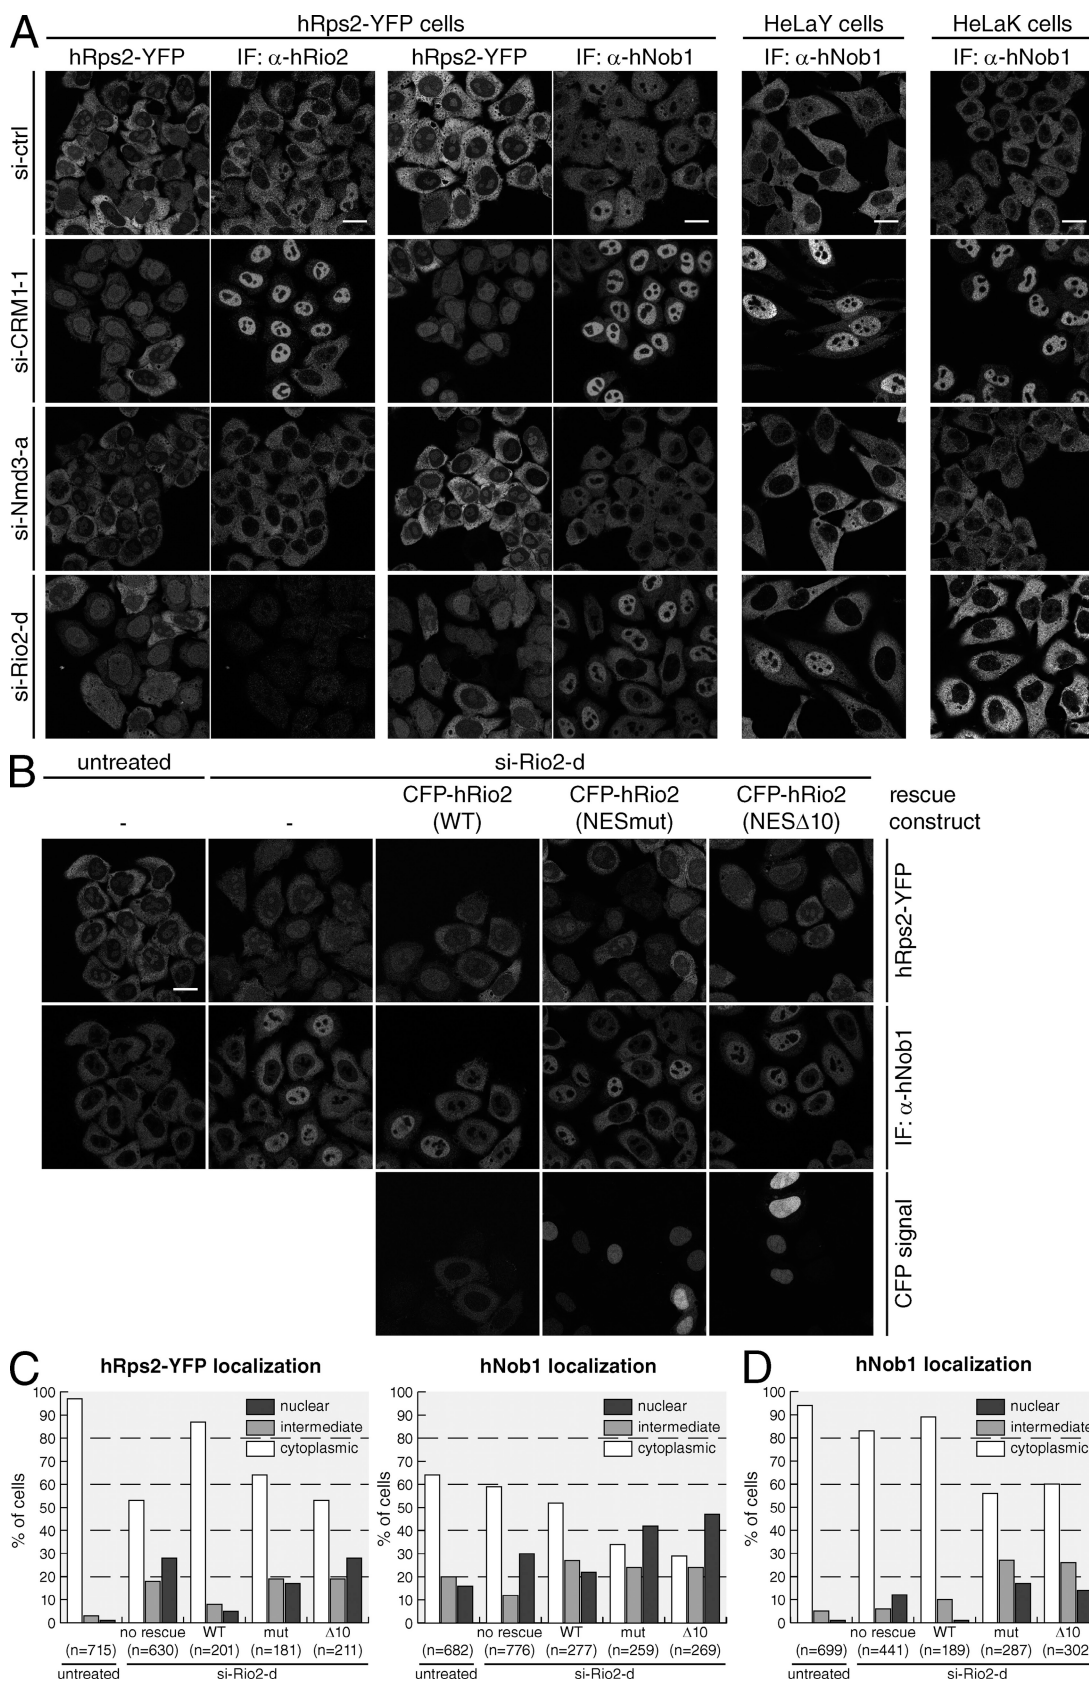 A
hRps2-YFP cells
HeLaY cells
HeLaK cells
hRps2-YFP
IF: α-hRio2
hRps2-YFP
IF: α-hNob1
IF: α-hNob1
IF: α-hNob1
si-ctrl
si-CRM1-1
si-Nmd3-a
si-Rio2-d
B
untreated
si-Rio2-d
- - CFP-hRio2 CFP-hRio2 CFP-hRio2 rescue
(WT) (NESmut) (NESΔ10) construct
hRps2-YFP
IF: α-hNob1
CFP signal
C
hRps2-YFP localization
% of cells
100
90
80
70
60
50
40
30
20
10
0
nuclear
intermediate
cytoplasmic
no rescue WT mut Δ10
(n=715) (n=630) (n=201) (n=181) (n=211)
untreated si-Rio2-d
hNob1 localization
% of cells
100
90
80
70
60
50
40
30
20
10
0
nuclear
intermediate
cytoplasmic
no rescue WT mut Δ10
(n=682) (n=776) (n=277) (n=259) (n=269)
untreated si-Rio2-d
D
hNob1 localization
% of cells
100
90
80
70
60
50
40
30
20
10
0
nuclear
intermediate
cytoplasmic
no rescue WT mut Δ10
(n=699) (n=441) (n=189) (n=287) (n=302
untreated si-Rio2-d